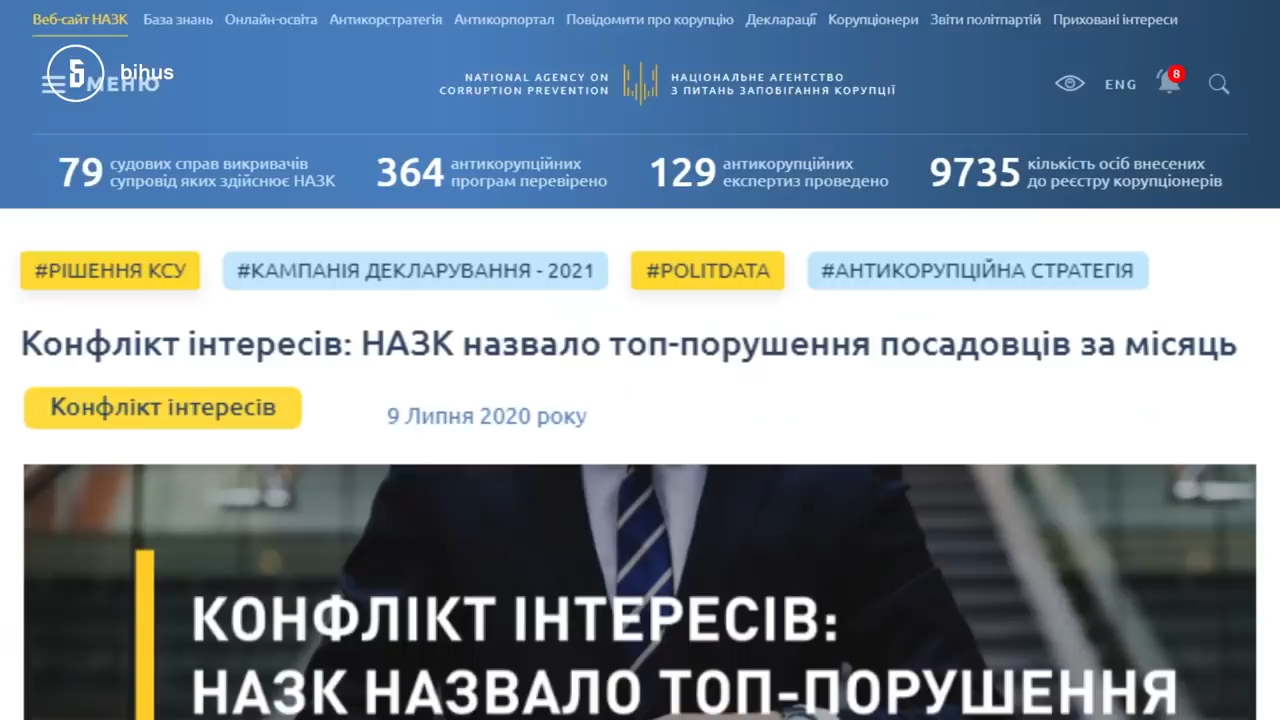 Веб-сайт НАЗК База знань Онлайн-освіта Антикорстратегія Антикорпортал Повідомити про корупцію Декларації Корупціонери Звіти політпартій Приховані інтереси
bihus
МЕНЮ
NATIONAL AGENCY ON
CORRUPTION PREVENTION
НАЦІОНАЛЬНЕ АГЕНТСТВО
З ПИТАНЬ ЗАПОБІГАННЯ КОРУПЦІЇ
ENG
8
79 судових справ викривачів
супровід яких здійснює НАЗК
364 антикорупційних
програм перевірено
129 антикорупційних
експертиз проведено
9735 кількість осіб внесених
до реєстру корупціонерів
#РІШЕННЯ КСУ #КАМПАНІЯ ДЕКЛАРУВАННЯ - 2021 #POLITDATA #АНТИКОРУПЦІЙНА СТРАТЕГІЯ
Конфлікт інтересів: НАЗК назвало топ-порушення посадовців за місяць
Конфлікт інтересів
9 Липня 2020 року
КОНФЛІКТ ІНТЕРЕСІВ:
НАЗК НАЗВАЛО ТОП-ПОРУШЕННЯ